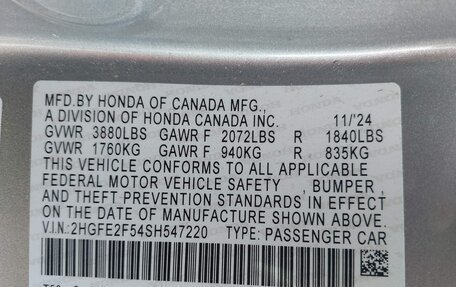 MFD.BY HONDA OF CANADA MFG.,
A DIVISION OF HONDA CANADA INC. 11/'24
GVWR 3880LBS GAWR F 2072LBS R 1840LBS
GVWR 1760KG GAWR F 940KG R 835KG
THIS VEHICLE CONFORMS TO ALL APPLICABLE
FEDERAL MOTOR VEHICLE SAFETY , BUMPER ,
AND THEFT PREVENTION STANDARDS IN EFFECT
ON THE DATE OF MANUFACTURE SHOWN ABOVE.
V.I.N.:2HGFE2F54SH547220 TYPE: PASSENGER CAR